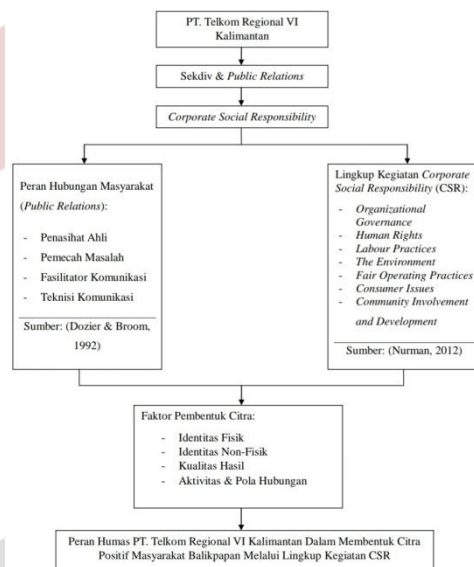 PT. Telkom Regional VI
Kalimantan
Sekdiv & Public Relations
Corporate Social Responsibility
Peran Hubungan Masyarakat
(Public Relations):
- Penasihat Ahli
- Pemecah Masalah
- Fasilitator Komunikasi
- Teknisi Komunikasi
Sumber: (Dozier & Broom,
1992)
Lingkup Kegiatan Corporate
Social Responsibility (CSR):
- Organizational
Governance
- Human Rights
- Labour Practices
- The Environment
- Fair Operating Practices
- Consumer Issues
- Community Involvement
and Development
Sumber: (Nurman, 2012)
Faktor Pembentuk Citra:
- Identitas Fisik
- Identitas Non-Fisik
- Kualitas Hasil
- Aktivitas & Pola Hubungan
Peran Humas PT. Telkom Regional VI Kalimantan Dalam Membentuk Citra
Positif Masyarakat Balikpapan Melalui Lingkup Kegiatan CSR